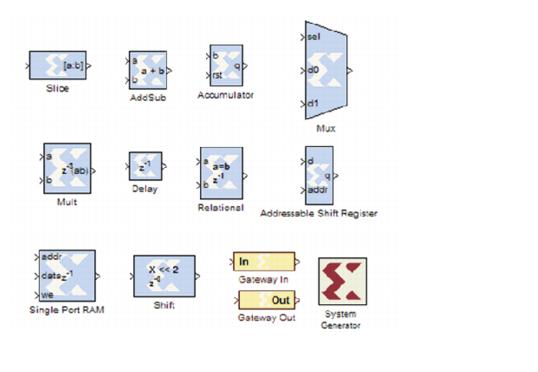 [a:b]
Slice
a
b
a + b
AddSub
b
rst
q
Accumulator
sel
d0
d1
Mux
a
b
z-1(ab)
Mult
z-1
Delay
a
b
a=b
z-1
Relational
d
addr
q
Addressable Shift Register
addr
data
we
z-1
Single Port RAM
X << 2
Shift
In
Gateway In
Out
Gateway Out
System
Generator